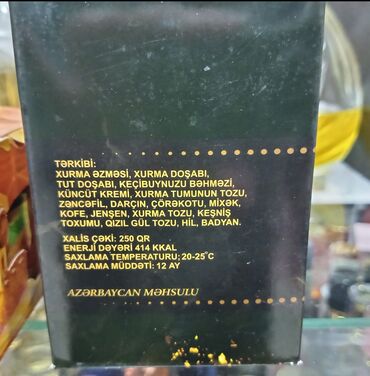 TƏRKİBİ:
XURMA ƏZMƏSİ, XURMA DOŞABI,
TUT DOŞABI, KEÇİBUYNUZU BƏHMƏZİ,
KÜNCÜT KREMİ, XURMA TUMUNUN TOZU,
ZƏNCƏFİL, DARÇIN, ÇÖRƏKOTU, MİXƏK,
KOFE, JENŞEN, XURMA TOZU, KEŞNİŞ
TOXUMU, QIZIL GÜL TOZU, HİL, BADYAN.
XALİS ÇƏKİ: 250 QR
ENERJİ DƏYƏRİ 414 KKAL
SAXLAMA TEMPERATURU; 20-25°C
SAXLAMA MÜDDƏTİ: 12 AY
AZƏRBAYCAN MƏHSULU